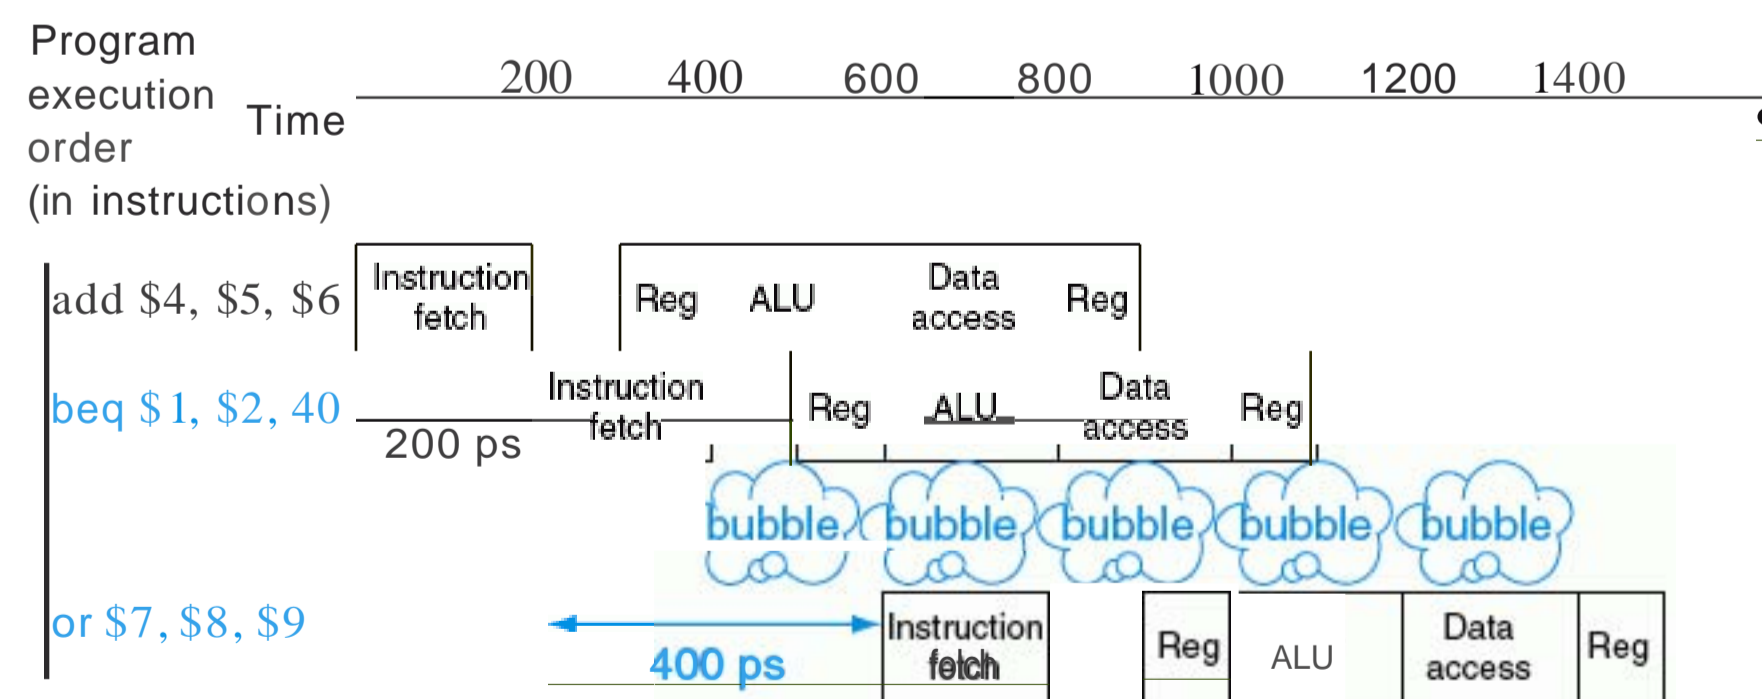 Program
execution
order
(in instructions)
Time
200 400 600 800 1000 1200 1400
add $4, $5, $6
Instruction
fetch
Reg
ALU
Data
access
Reg
beq $1, $2, 40
200 ps
Instruction
fetch
Reg
ALU
Data
access
Reg
bubble bubble bubble bubble bubble
or $7, $8, $9
400 ps
Instruction
fetch
Reg
ALU
Data
access
Reg